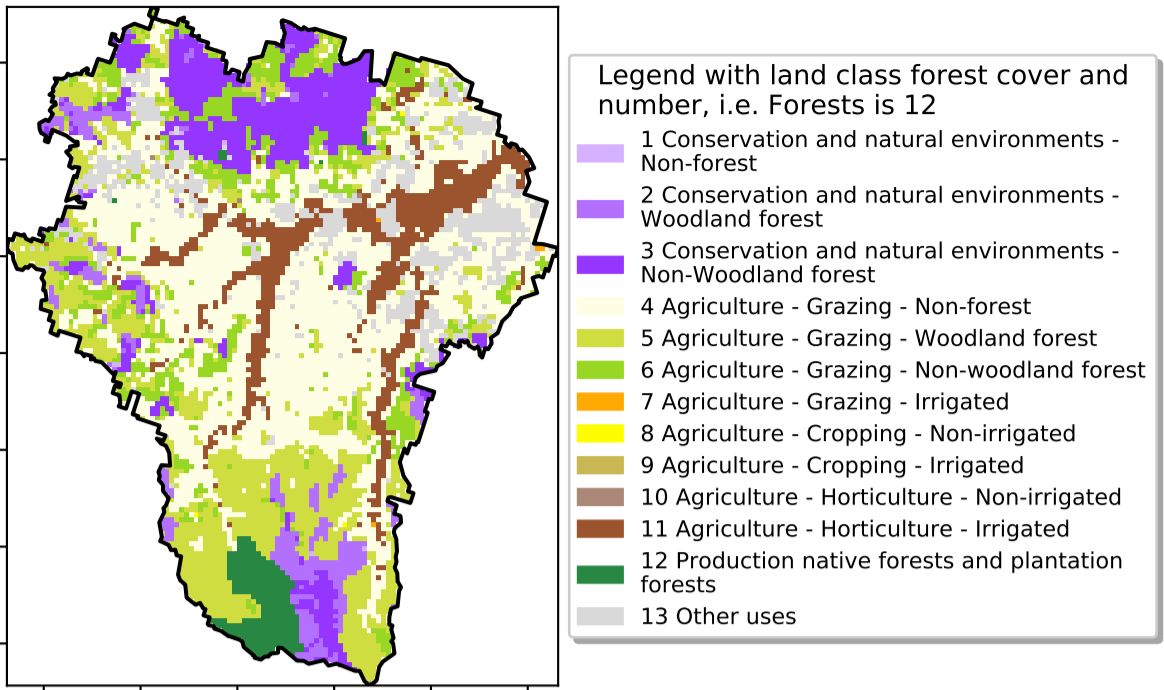 Legend with land class forest cover and
number, i.e. Forests is 12
1 Conservation and natural environments -
Non-forest
2 Conservation and natural environments -
Woodland forest
3 Conservation and natural environments -
Non-Woodland forest
4 Agriculture - Grazing - Non-forest
5 Agriculture - Grazing - Woodland forest
6 Agriculture - Grazing - Non-woodland forest
7 Agriculture - Grazing - Irrigated
8 Agriculture - Cropping - Non-irrigated
9 Agriculture - Cropping - Irrigated
10 Agriculture - Horticulture - Non-irrigated
11 Agriculture - Horticulture - Irrigated
12 Production native forests and plantation
forests
13 Other uses